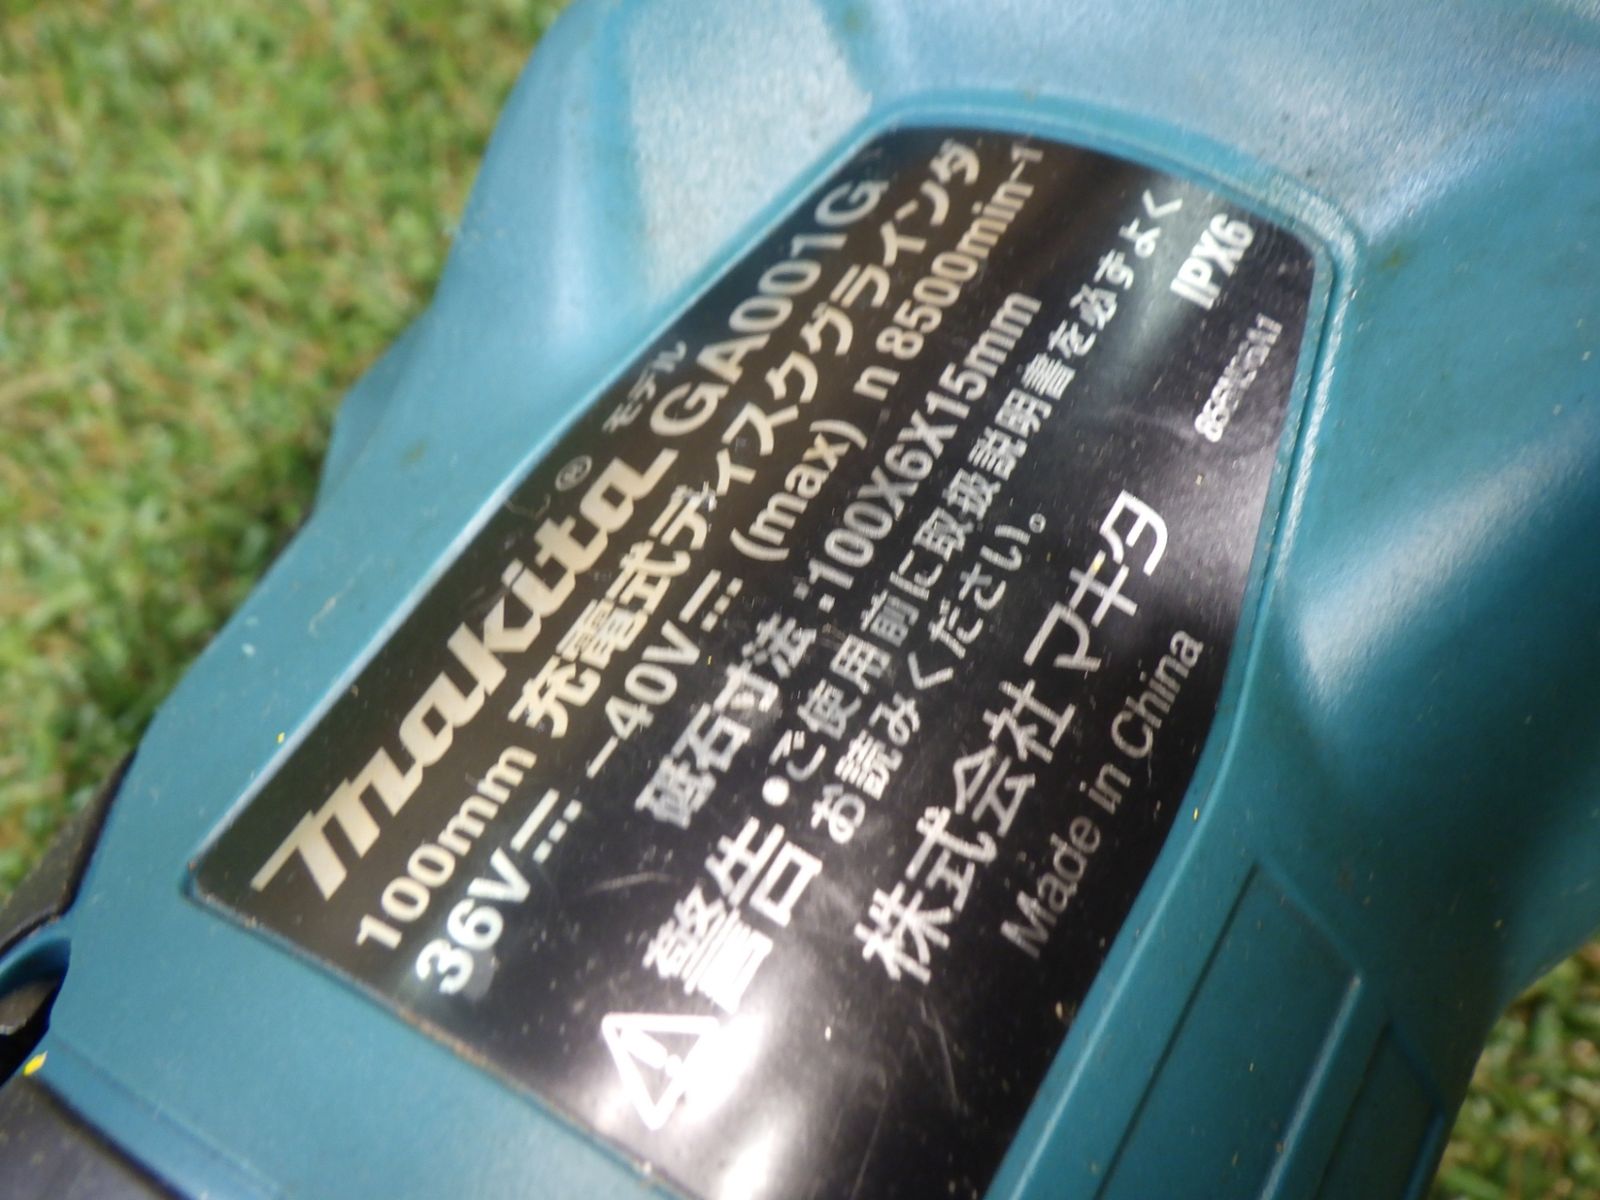 makita® モデル GA001G
100mm 充電式ディスクグラインダ
36V⎓ −40V⎓ (max) n 8500min⁻¹
砥石寸法:100X6X15mm
警告 •ご使用前に取扱説明書を必ずよく
お読みください。
IPX6
株式会社 マキタ
Made in China